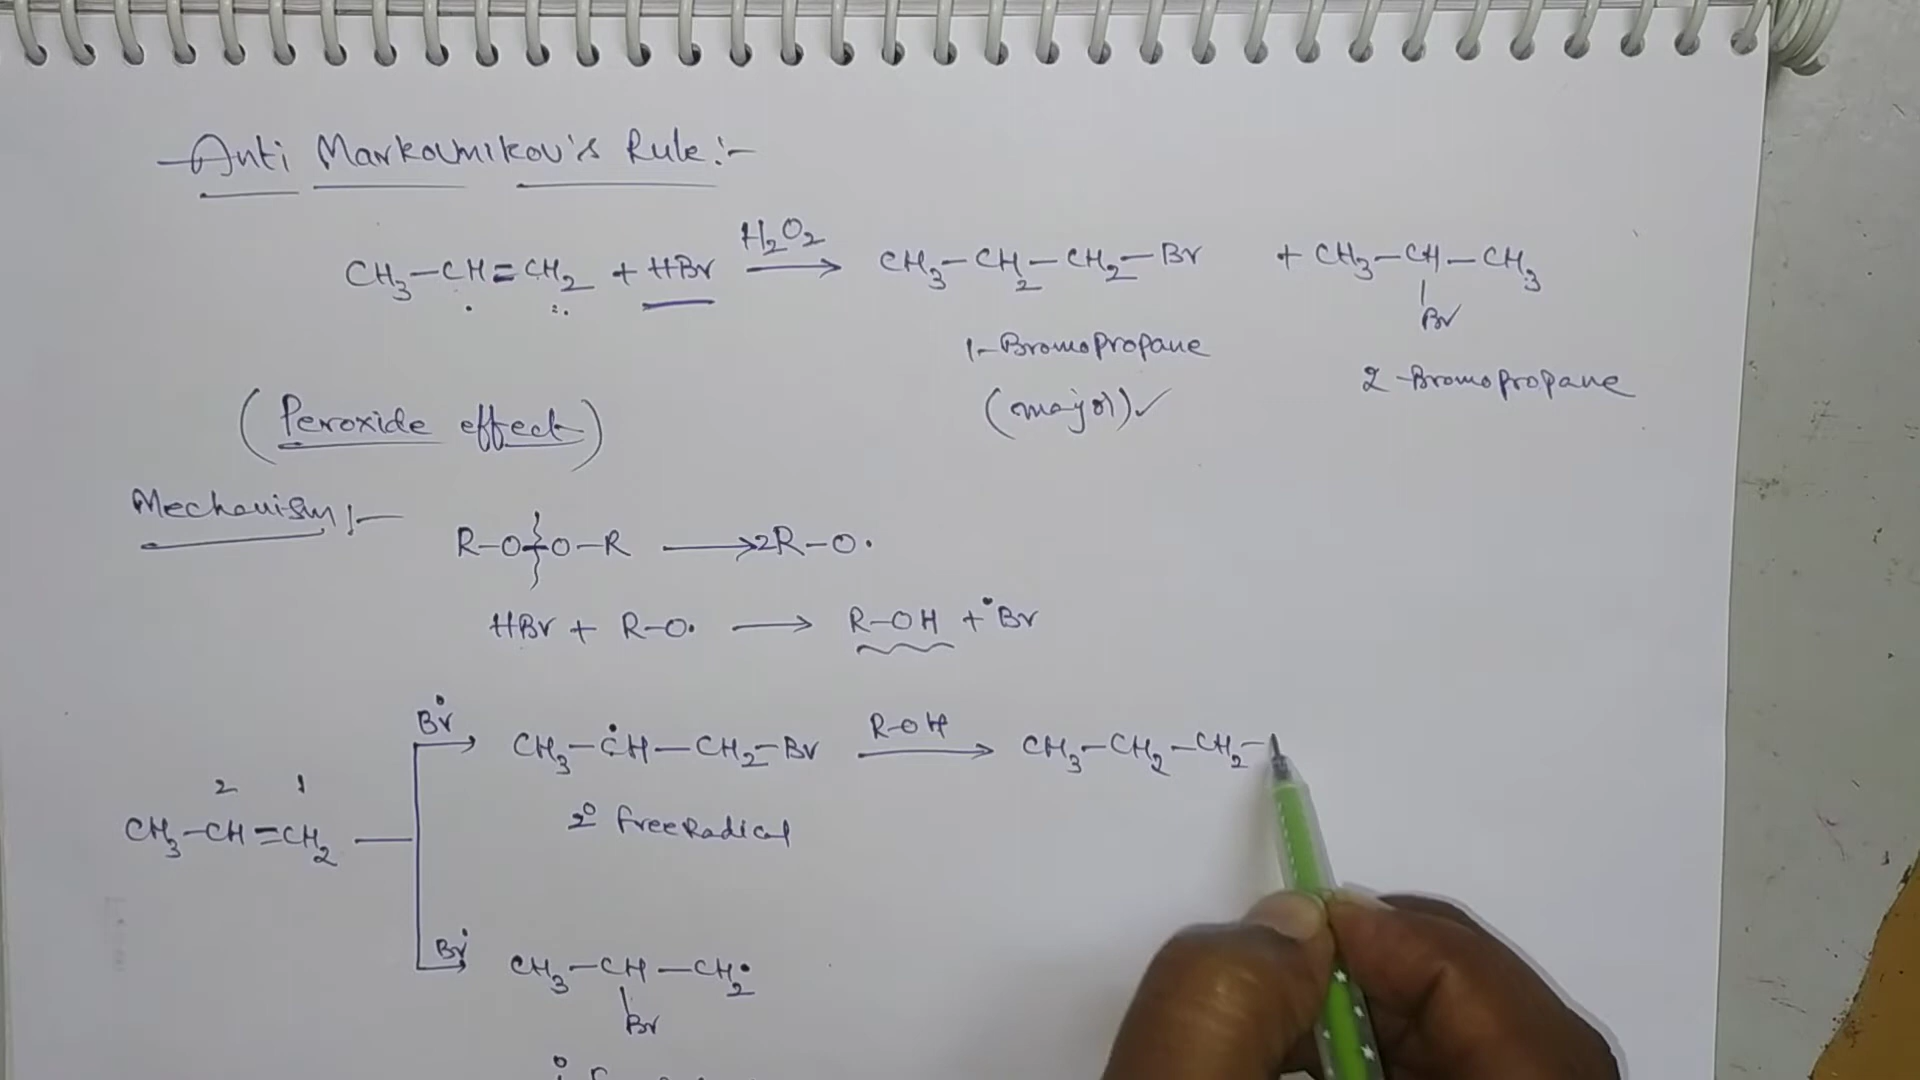 Anti Markovnikov's Rule:-
CH3-CH=CH2 + HBr H2O2 → CH3-CH2-CH2-Br + CH3-CH-CH3
Br
1-Bromopropane
2-Bromopropane
(major)✓
(Peroxide effect)
Mechanism:-
R-O-O-R → 2R-O•
HBr + R-O• → R-OH + •Br
Br• CH3-ĊH-CH2-Br R-OH → CH3-CH2-CH2-
2° free Radical
2 1
CH3-CH=CH2
Br• CH3-CH-CH2•
Br